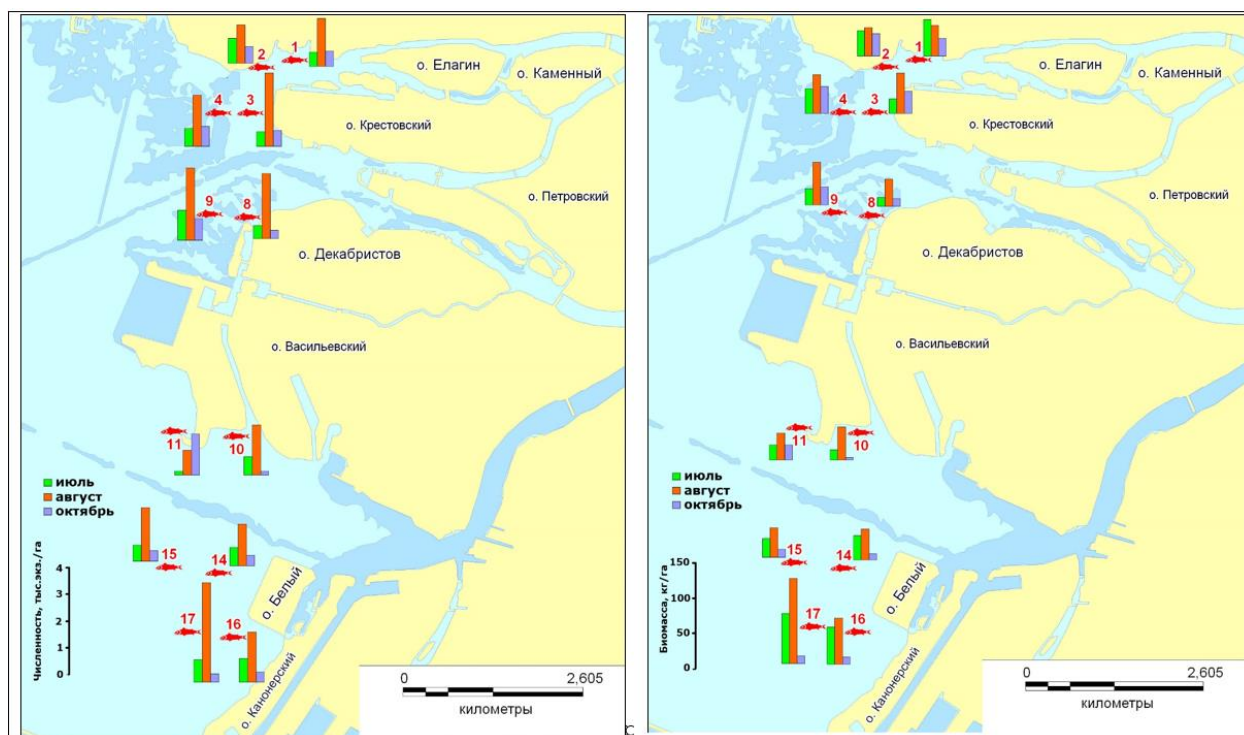 2
1
о. Елагин
о. Каменный
4
3
о. Крестовский
о. Петровский
9
8
о. Декабристов
о. Васильевский
11
10
июль
август
октябрь
15
14
о. Белый
Численность, тыс.экз./га
4
3
2
1
0
17
16
о. Канонерский
0
2,605
километры
С
2
1
о. Елагин
о. Каменный
4
3
о. Крестовский
о. Петровский
9
8
о. Декабристов
о. Васильевский
11
10
июль
август
октябрь
15
14
о. Белый
Биомасса, кг/га
150
100
50
0
17
16
о. Канонерский
0
2,605
километры